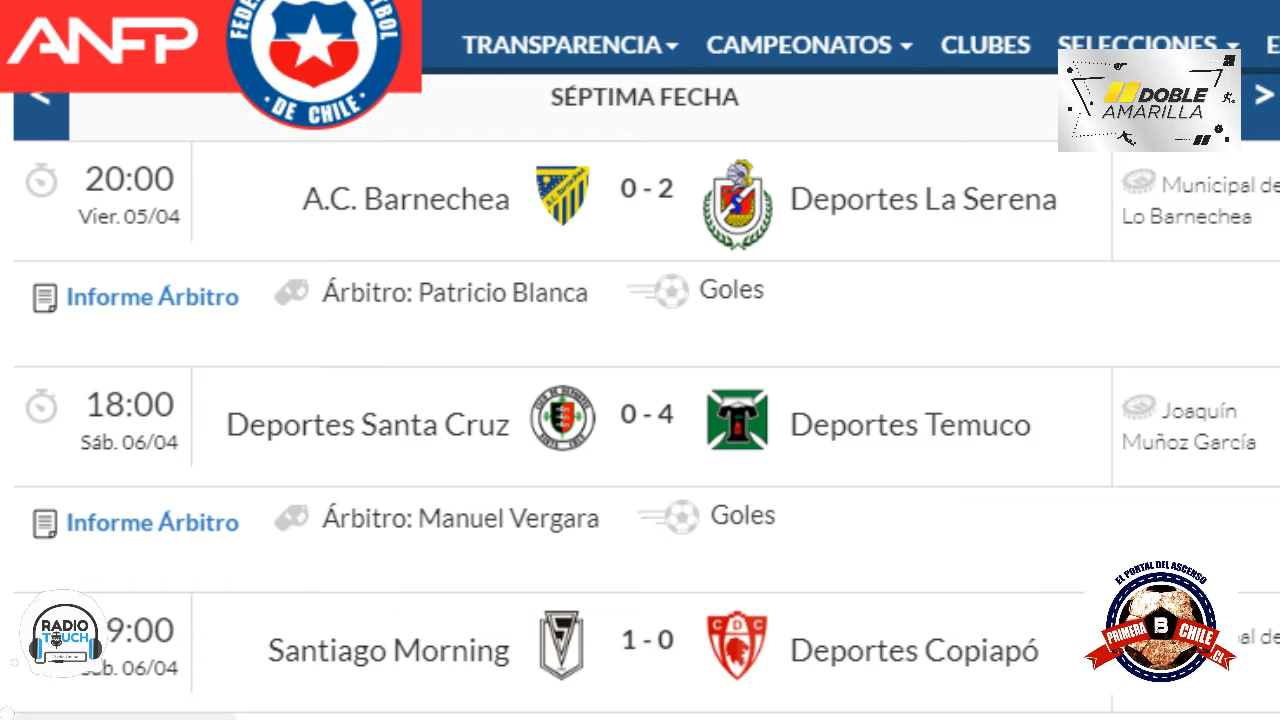 ANFP
DE CHILE
TRANSPARENCIA
CAMPEONATOS
CLUBES
SELECCIONES
E
<
SÉPTIMA FECHA
DOBLE
AMARILLA
>
20:00
Vier. 05/04
A.C. Barnechea
0 - 2
Deportes La Serena
Municipal de
Lo Barnechea
Informe Árbitro
Árbitro: Patricio Blanca
Goles
18:00
Sáb. 06/04
Deportes Santa Cruz
0 - 4
Deportes Temuco
Joaquín
Muñoz García
Informe Árbitro
Árbitro: Manuel Vergara
Goles
RADIO
TOUCH
9:00
06/04
Santiago Morning
1 - 0
CDC
Deportes Copiapó
EL PORTAL DEL ASCENSO
PRIMERA B CHILE
.CL
al de